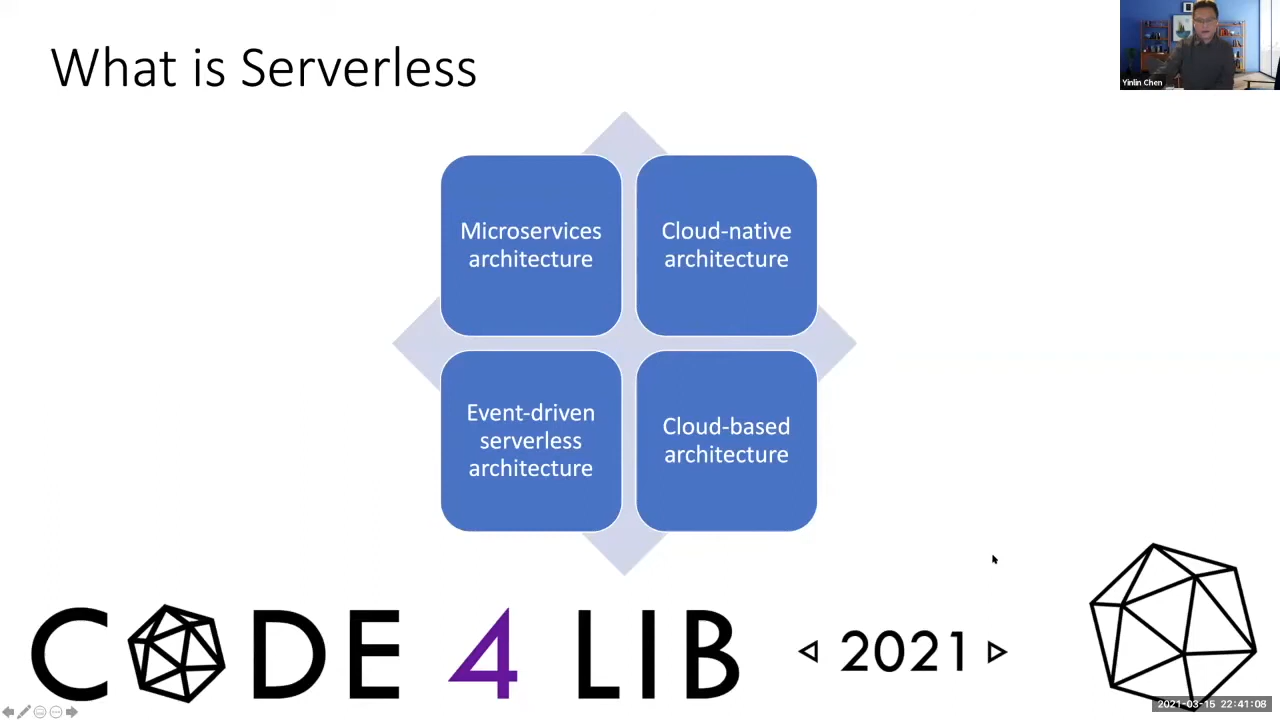 What is Serverless
Yinlin Chen
Microservices
architecture
Cloud-native
architecture
Event-driven
serverless
architecture
Cloud-based
architecture
CODE 4 LIB
2021
2021-03-15 22:41:08